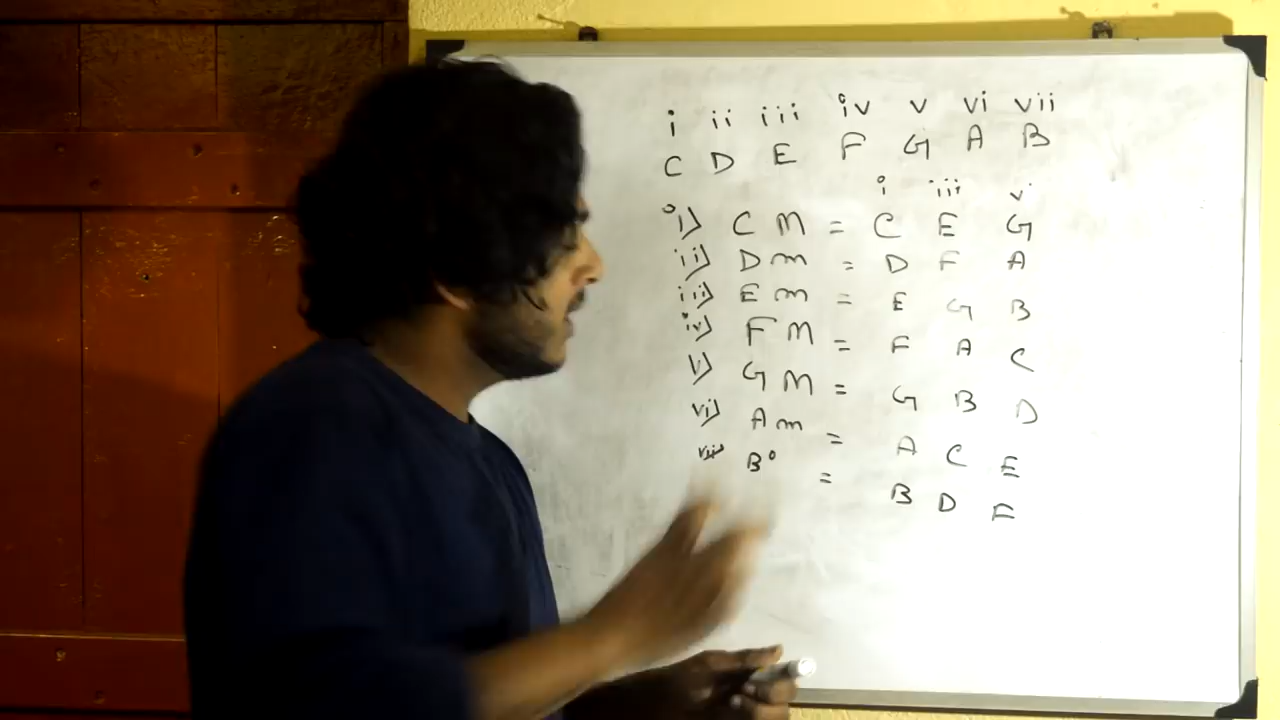 i ii iii iv v vi vii
C D E F G A B
i iii v
i) C M = C E G
ii) D m = D F A
iii) E m = E G B
iv) F M = F A C
v) G M = G B D
vi) A m = A C E
vii) B° = B D F